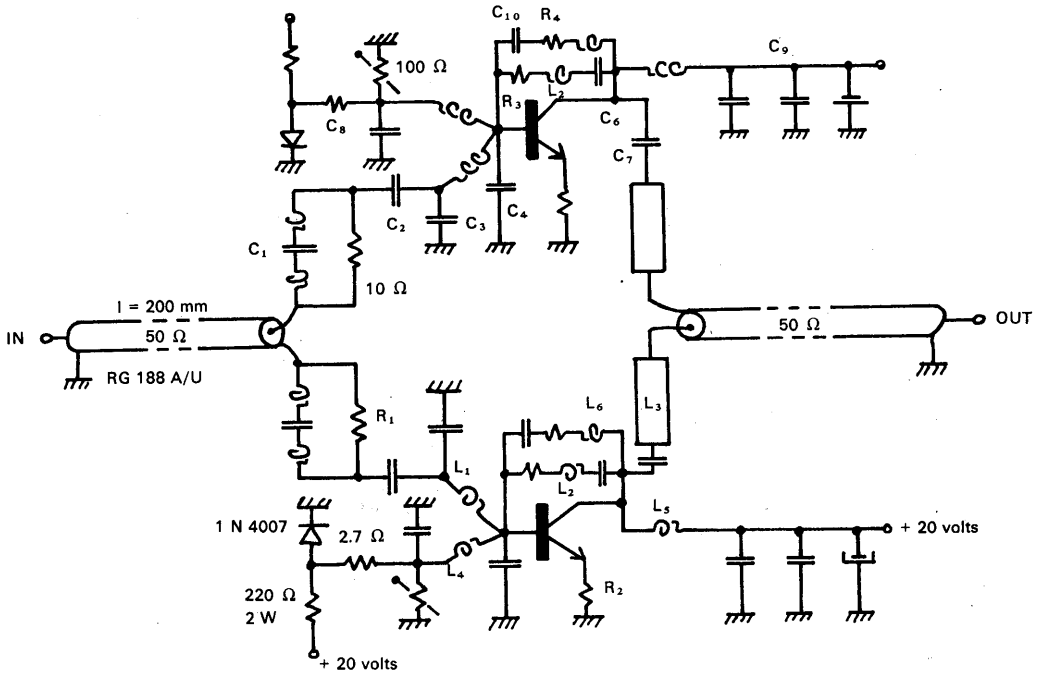 C₁₀ R₄
C₉
100 Ω
L₂
R₃
C₆
C₈
C₇
C₂ C₃ C₄
C₁
10 Ω
l = 200 mm
IN 50 Ω 50 Ω OUT
RG 188 A/U
L₃
R₁ L₆
L₁
L₂
L₅
1 N 4007 2.7 Ω + 20 volts
L₄
220 Ω R₂
2 W
+ 20 volts